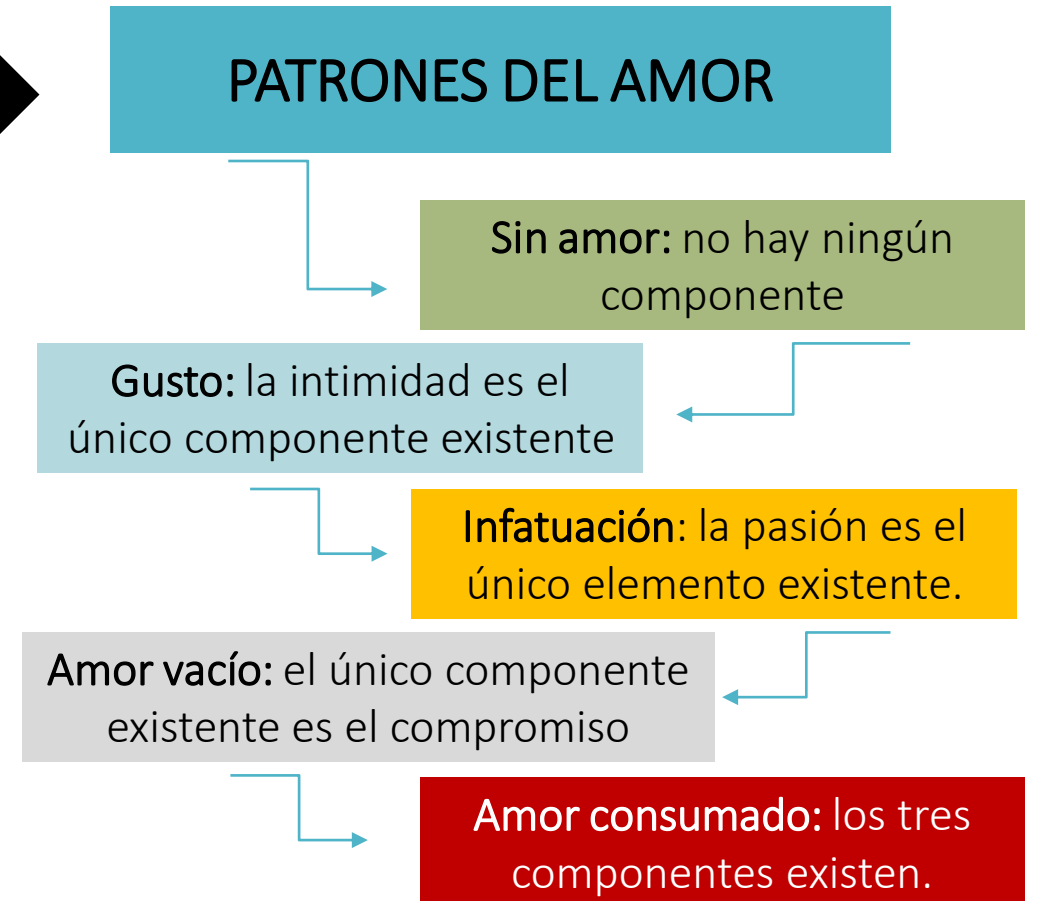 PATRONES DEL AMOR
Sin amor: no hay ningún
componente
Gusto: la intimidad es el
único componente existente
Infatuación: la pasión es el
único elemento existente.
Amor vacío: el único componente
existente es el compromiso
Amor consumado: los tres
componentes existen.